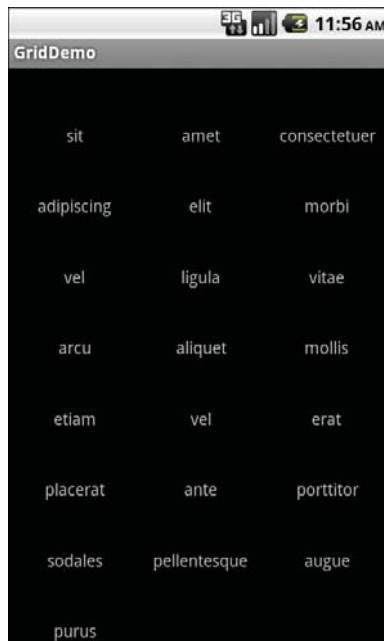 3G 11:56 AM
GridDemo
sit amet consectetuer
adipiscing elit morbi
vel ligula vitae
arcu aliquet mollis
etiam vel erat
placerat ante porttitor
sodales pellentesque augue
purus